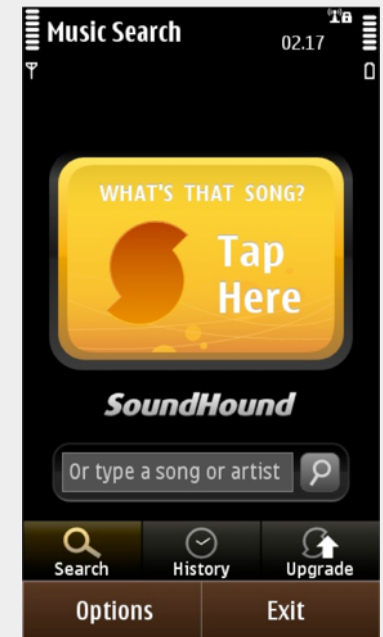 Music Search
02.17
WHAT'S THAT SONG?
Tap
Here
SoundHound
Or type a song or artist
Search
History
Upgrade
Options
Exit